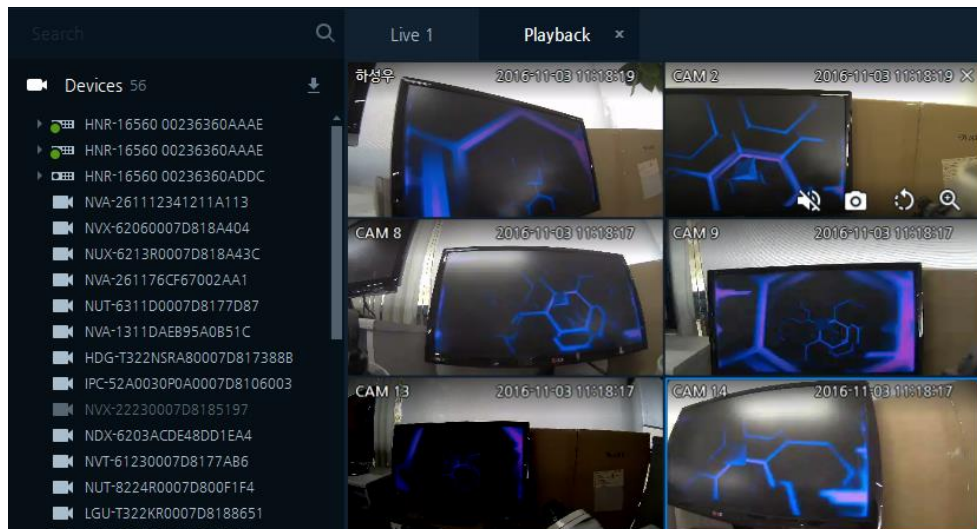 Search
Live 1
Playback ×
Devices 56
HNR-16560 00236360AAAE
HNR-16560 00236360AAAE
HNR-16560 00236360ADDC
NVA-261112341211A113
NVX-62060007D818A404
NUX-6213R0007D818A43C
NVA-261176CF67002AA1
NUT-6311D0007D8177D87
NVA-1311DAEB95A0B51C
HDG-T322NSRA80007D817388B
IPC-52A0030P0A0007D8106003
NVX-22230007D8185197
NDX-6203ACDE48DD1EA4
NVT-61230007D8177AB6
NUT-8224R0007D800F1F4
LGU-T322KR0007D8188651
하성우 2016-11-03 11:18:19
CAM 2 2016-11-03 11:18:19
CAM 8 2016-11-03 11:18:17
CAM 9 2016-11-03 11:18:17
CAM 13 2016-11-03 11:18:17
CAM 14 2016-11-03 11:18:17